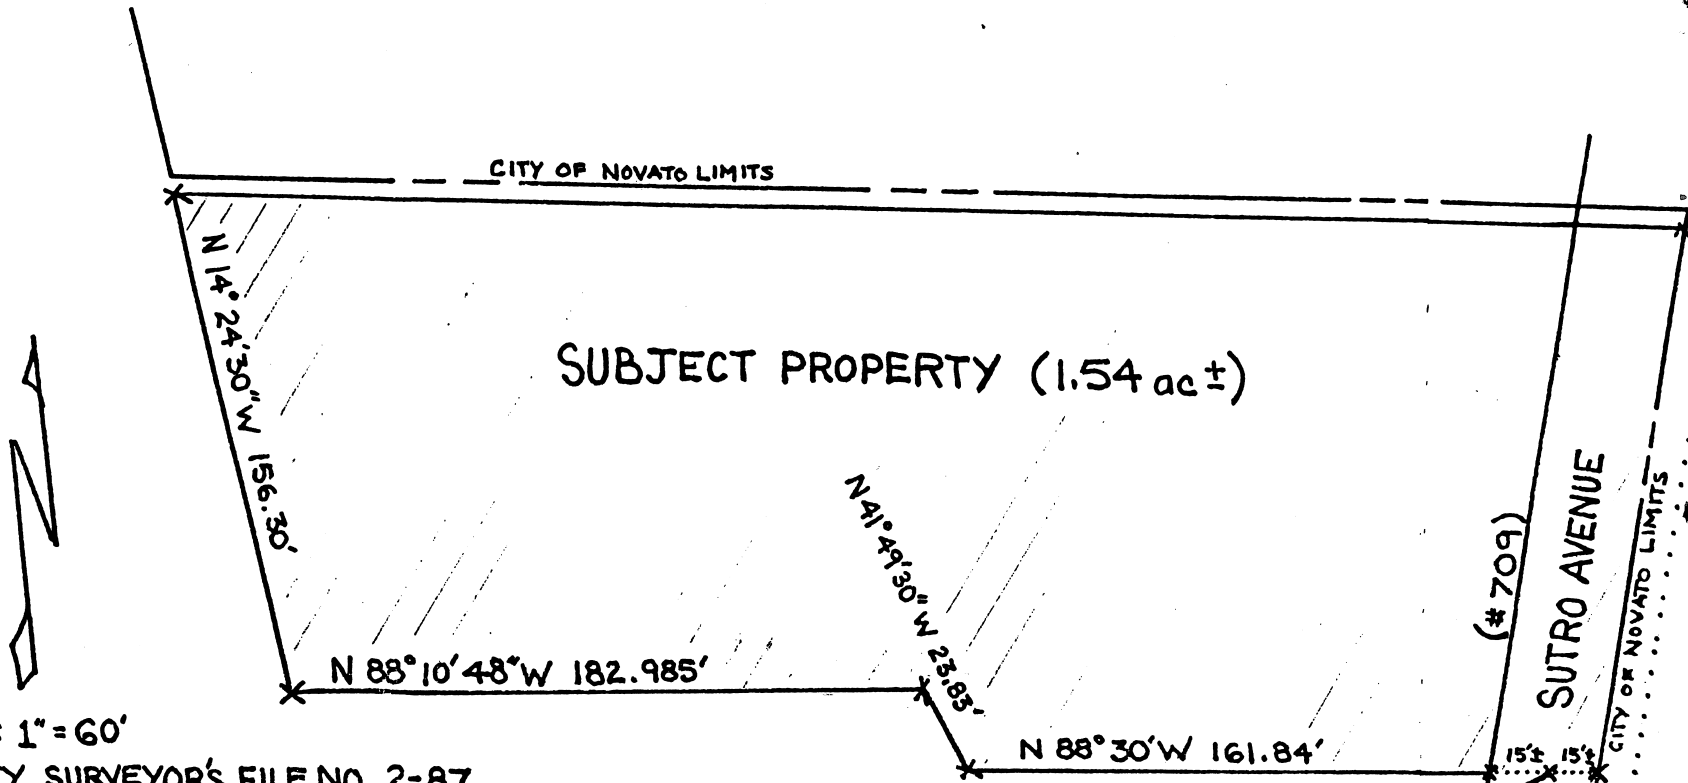 CITY OF NOVATO LIMITS
N 14° 24'30"W 156.30'
SUBJECT PROPERTY (1.54 ac ±)
N 41° 49'30" W 23.83'
(# 709)
SUTRO AVENUE
CITY OF NOVATO LIMITS
N 88° 10' 48" W 182.985'
1" = 60'
N 88° 30' W 161.84'
15'± 15'±
SURVEYOR'S FILE NO. 2-87